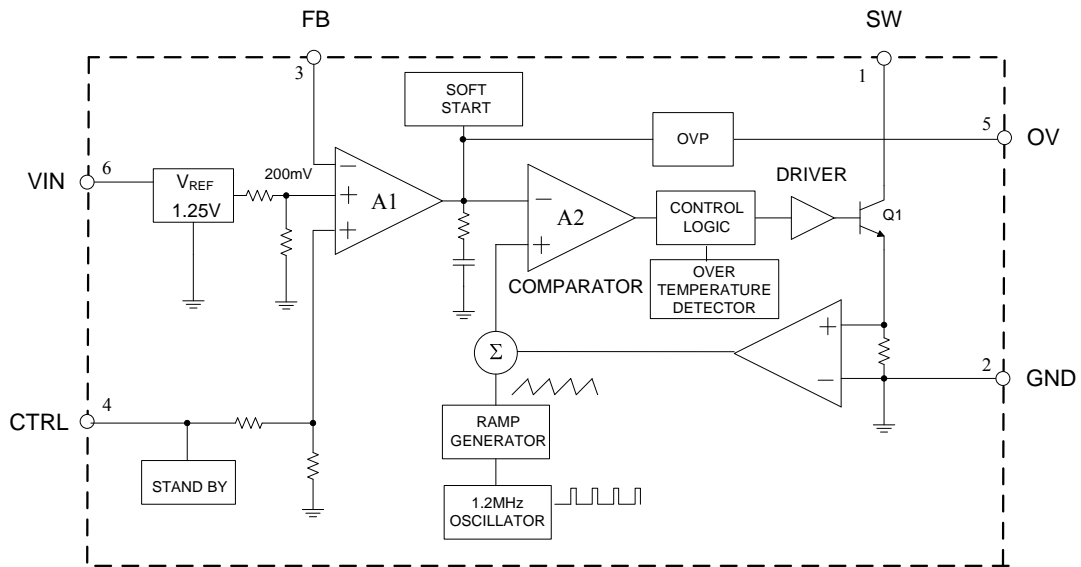 FB
SW
3
1
SOFT
START
5
OV
OVP
6
VIN
200mV
DRIVER
VREF
1.25V
−
+
A1
+
−
A2
+
CONTROL
LOGIC
Q1
COMPARATOR
OVER
TEMPERATURE
DETECTOR
+
−
Σ
2
GND
4
CTRL
RAMP
GENERATOR
STAND BY
1.2MHz
OSCILLATOR